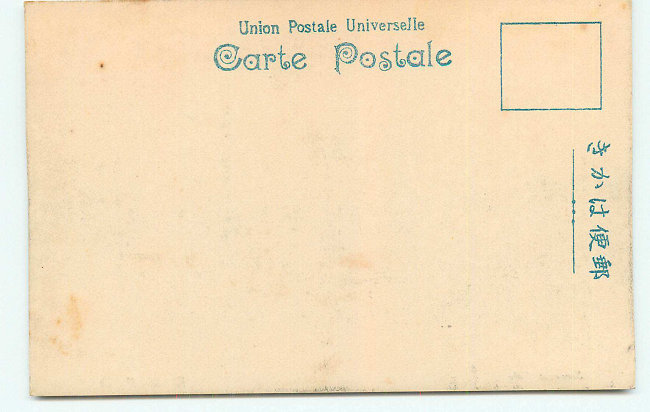 Union Postale Universelle
Carte Postale
郵便はかき